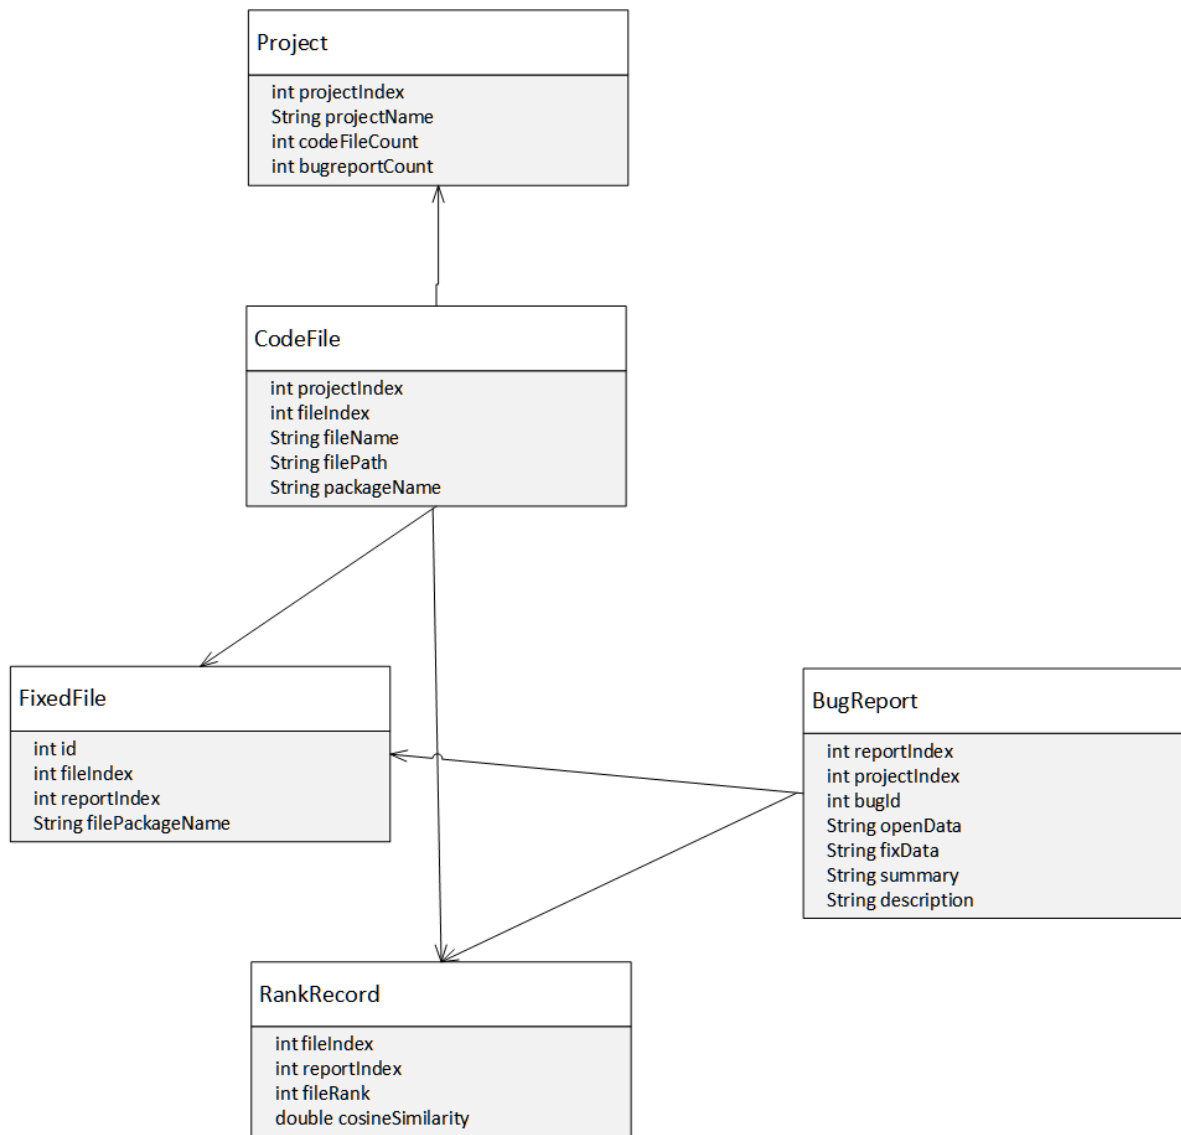 Project
int projectIndex
String projectName
int codeFileCount
int bugreportCount
CodeFile
int projectIndex
int fileIndex
String fileName
String filePath
String packageName
FixedFile
int id
int fileIndex
int reportIndex
String filePackageName
BugReport
int reportIndex
int projectIndex
int bugId
String openData
String fixData
String summary
String description
RankRecord
int fileIndex
int reportIndex
int fileRank
double cosineSimilarity